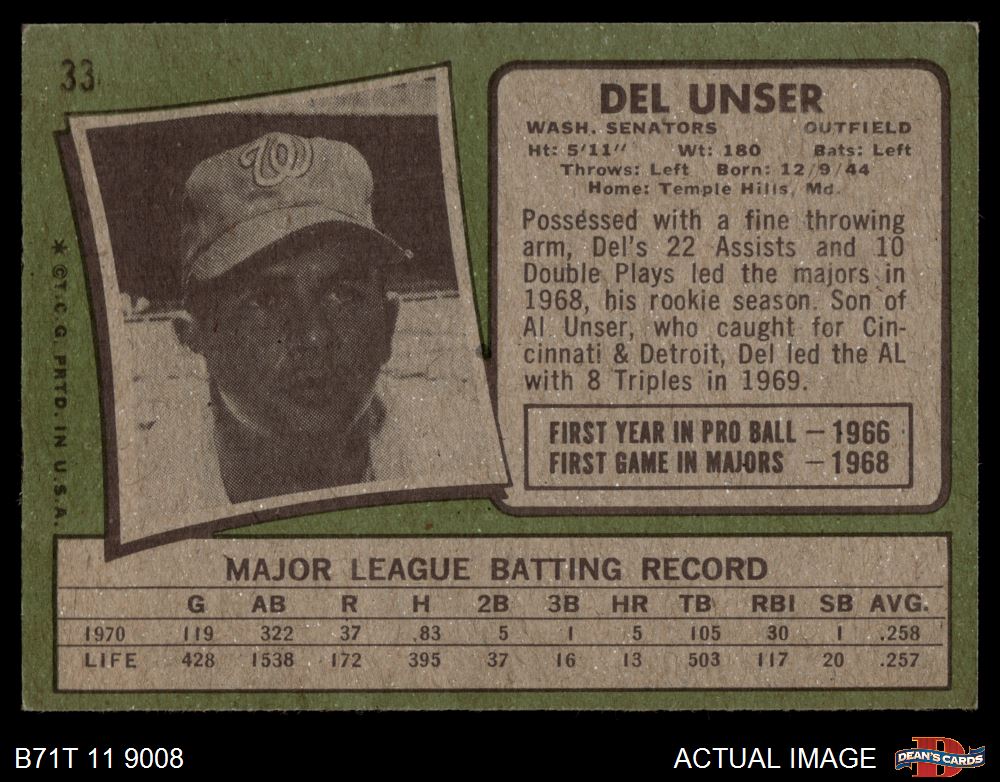 33
W
DEL UNSER
WASH. SENATORS OUTFIELD
Ht: 5'11" Wt: 180 Bats: Left
Throws: Left Born: 12/9/44
Home: Temple Hills, Md.
Possessed with a fine throwing
arm, Del's 22 Assists and 10
Double Plays led the majors in
1968, his rookie season. Son of
Al Unser, who caught for Cin-
cinnati & Detroit, Del led the AL
with 8 Triples in 1969.
FIRST YEAR IN PRO BALL – 1966
FIRST GAME IN MAJORS – 1968
★ ©T.C.G. PRTD. IN U.S.A.
MAJOR LEAGUE BATTING RECORD
G AB R H 2B 3B HR TB RBI SB AVG.
1970 119 322 37 83 5 1 5 105 30 1 .258
LIFE 428 1538 172 395 37 16 13 503 117 20 .257
B71T 11 9008
ACTUAL IMAGE
D
DEAN'S CARDS